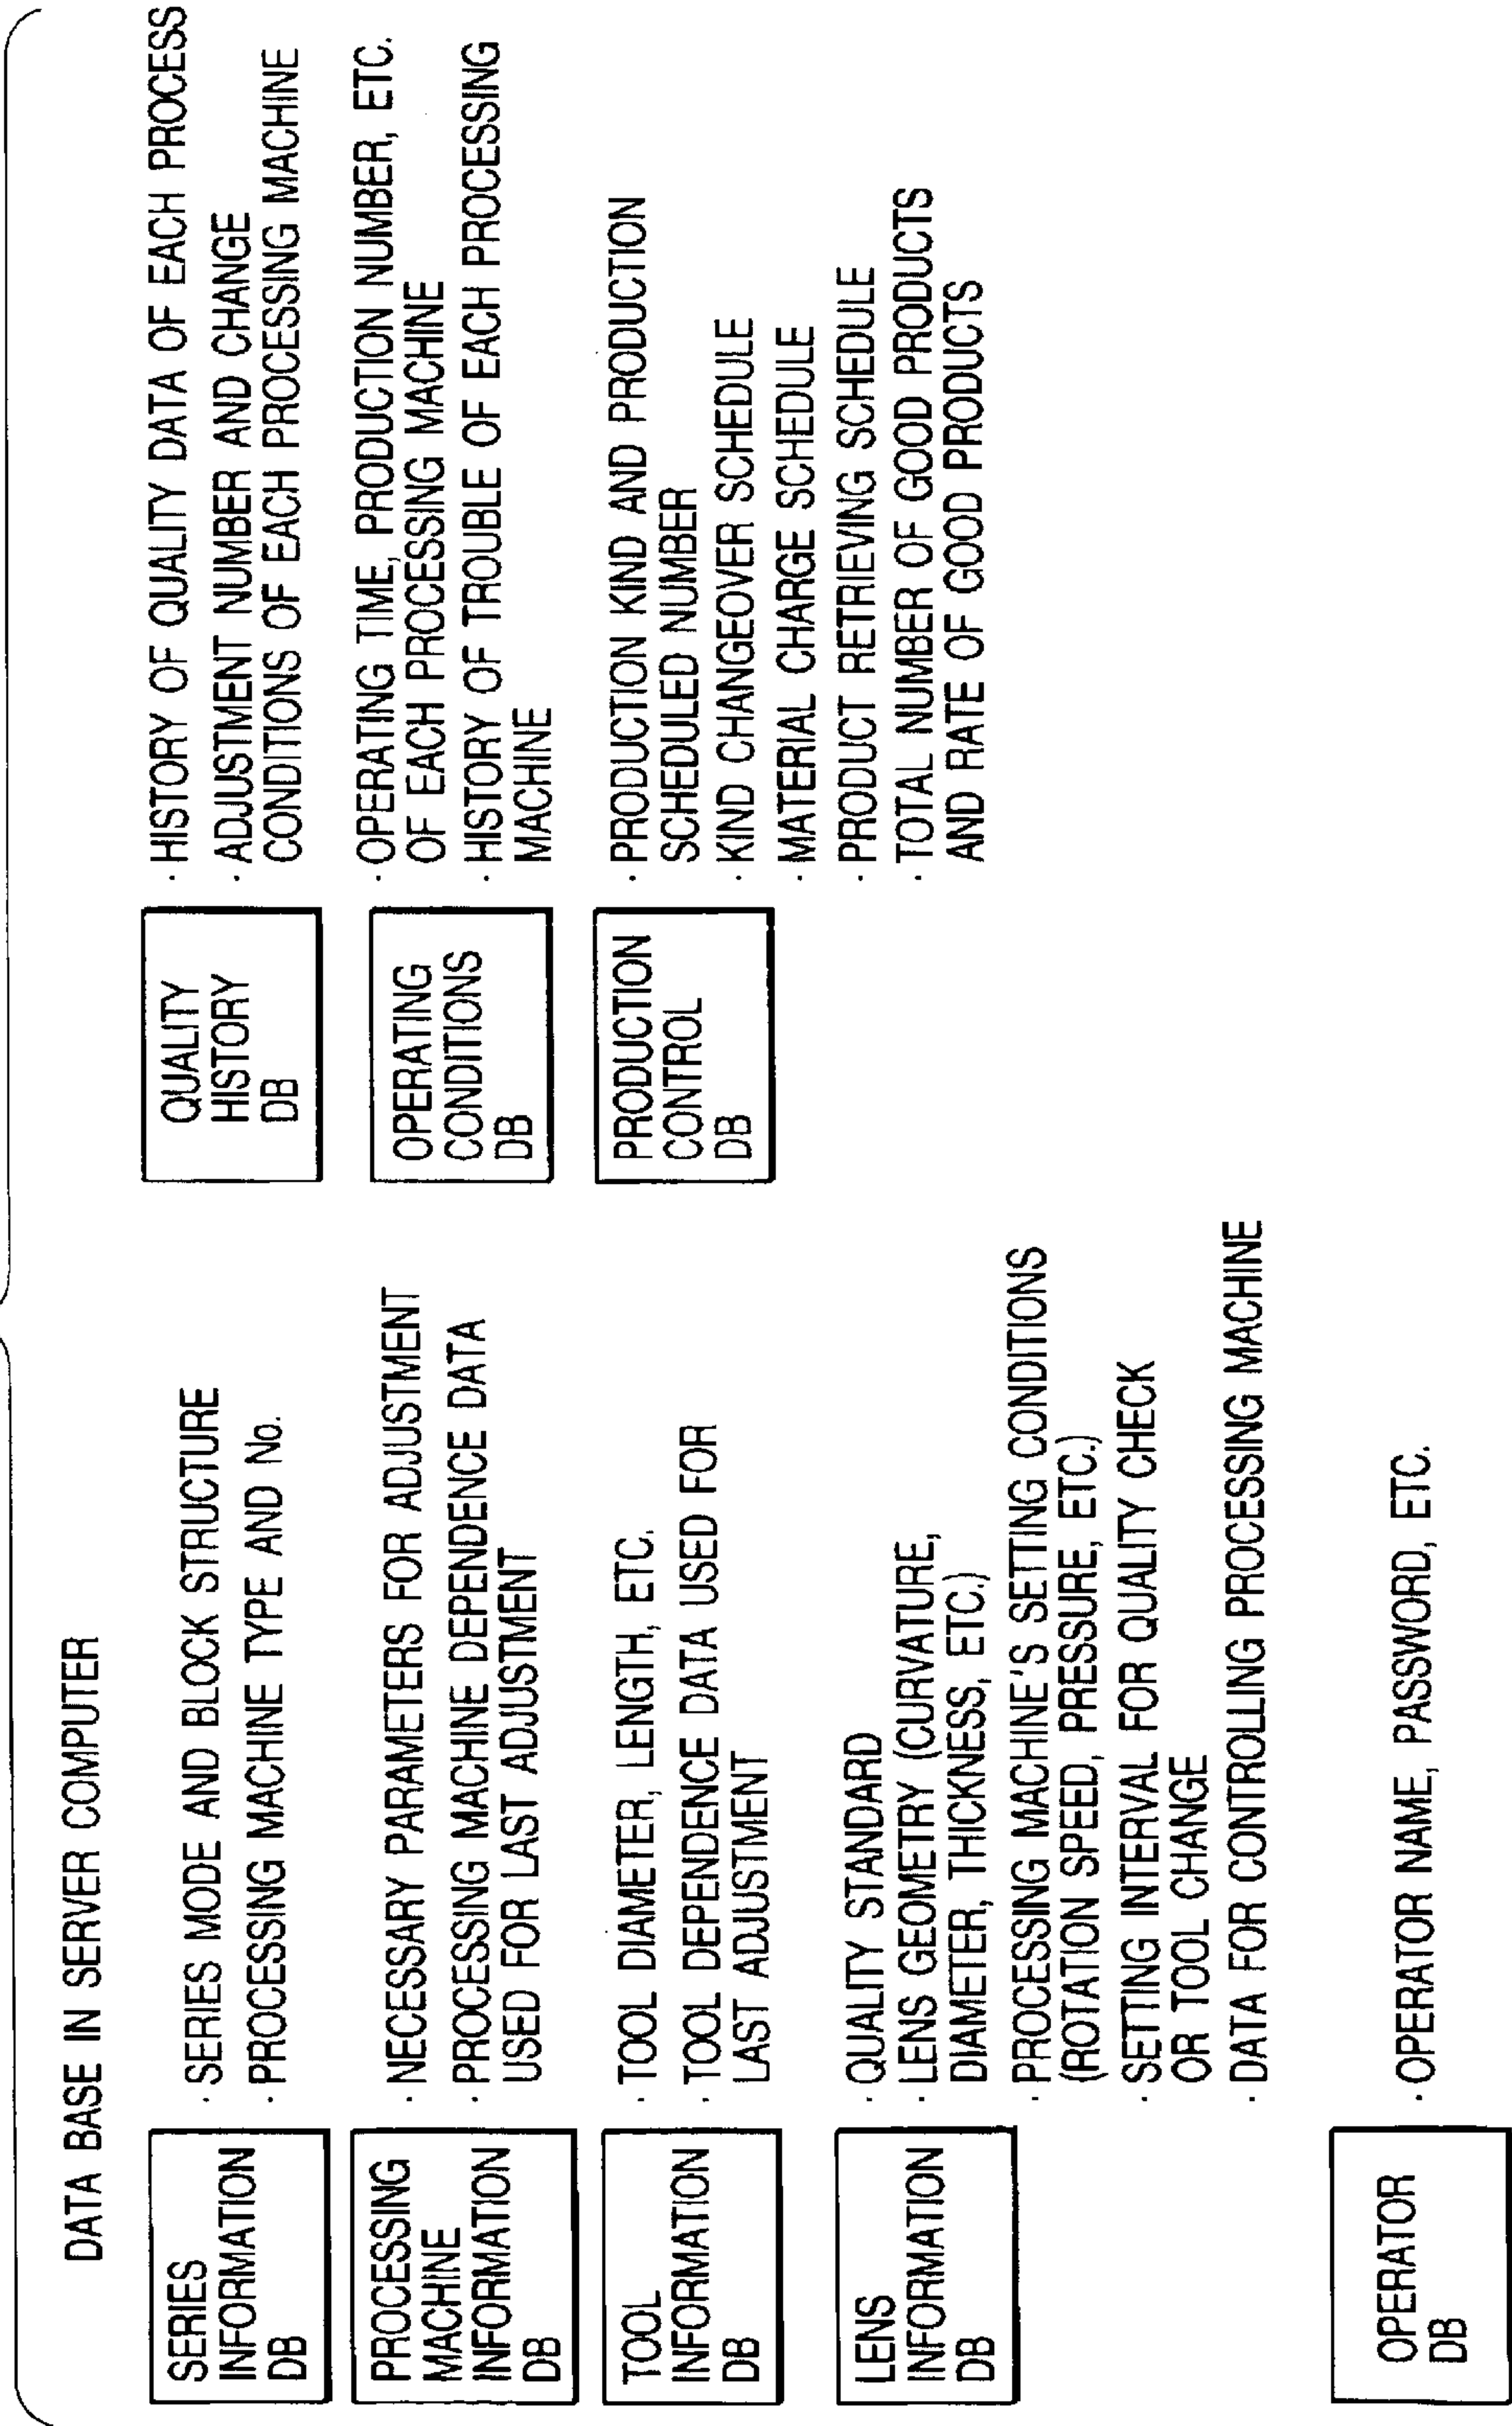 DATA BASE IN SERVER COMPUTER
SERIES
INFORMATION
DB
· SERIES MODE AND BLOCK STRUCTURE
· PROCESSING MACHINE TYPE AND No.
PROCESSING
MACHINE
INFORMATION
DB
· NECESSARY PARAMETERS FOR ADJUSTMENT
· PROCESSING MACHINE DEPENDENCE DATA
USED FOR LAST ADJUSTMENT
TOOL
INFORMATION
DB
· TOOL DIAMETER, LENGTH, ETC.
· TOOL DEPENDENCE DATA USED FOR
LAST ADJUSTMENT
LENS
INFORMATION
DB
· QUALITY STANDARD
· LENS GEOMETRY (CURVATURE,
DIAMETER, THICKNESS, ETC.)
· PROCESSING MACHINE'S SETTING CONDITIONS
(ROTATION SPEED, PRESSURE, ETC.)
· SETTING INTERVAL FOR QUALITY CHECK
OR TOOL CHANGE
· DATA FOR CONTROLLING PROCESSING MACHINE
OPERATOR
DB
· OPERATOR NAME, PASSWORD, ETC.
QUALITY
HISTORY
DB
· HISTORY OF QUALITY DATA OF EACH PROCESS
· ADJUSTMENT NUMBER AND CHANGE
CONDITIONS OF EACH PROCESSING MACHINE
OPERATING
CONDITIONS
DB
· OPERATING TIME, PRODUCTION NUMBER, ETC.
OF EACH PROCESSING MACHINE
· HISTORY OF TROUBLE OF EACH PROCESSING
MACHINE
PRODUCTION
CONTROL
DB
· PRODUCTION KIND AND PRODUCTION
SCHEDULED NUMBER
· KIND CHANGEOVER SCHEDULE
· MATERIAL CHARGE SCHEDULE
· PRODUCT RETRIEVING SCHEDULE
· TOTAL NUMBER OF GOOD PRODUCTS
AND RATE OF GOOD PRODUCTS